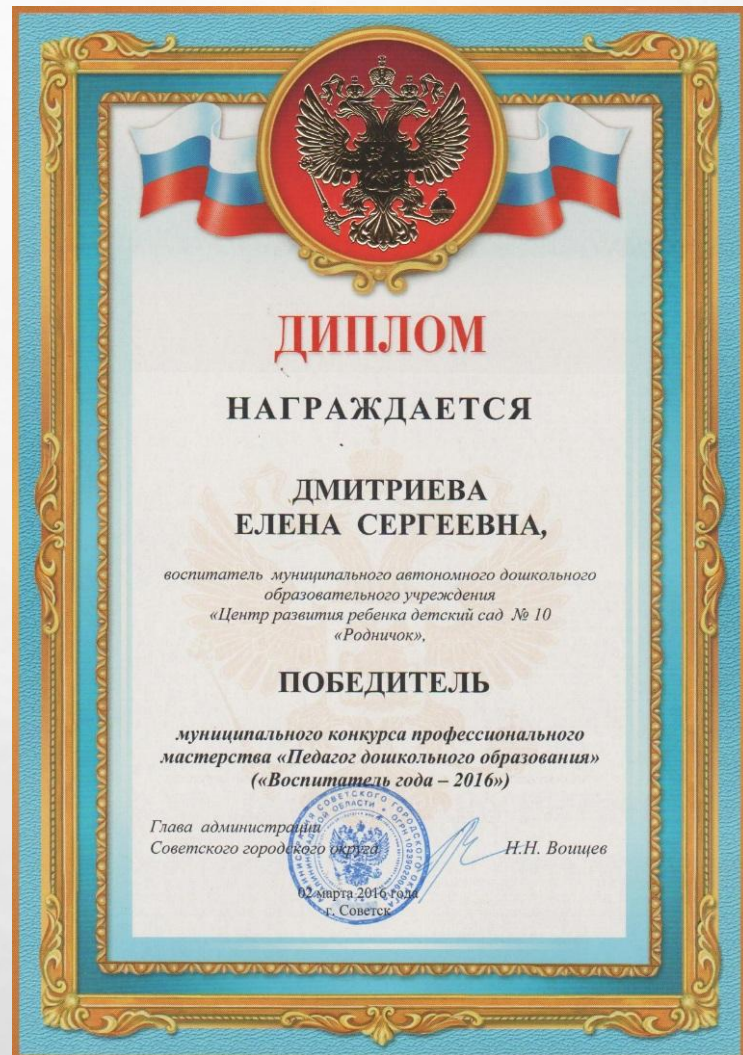 ДИПЛОМ
НАГРАЖДАЕТСЯ
ДМИТРИЕВА
ЕЛЕНА СЕРГЕЕВНА,
воспитатель муниципального автономного дошкольного
образовательного учреждения
«Центр развития ребенка детский сад № 10
«Родничок»,
ПОБЕДИТЕЛЬ
муниципального конкурса профессионального
мастерства «Педагог дошкольного образования»
(«Воспитатель года – 2016»)
Глава администрации
Советского городского округа Н.Н. Воищев
02 марта 2016 года
г. Советск